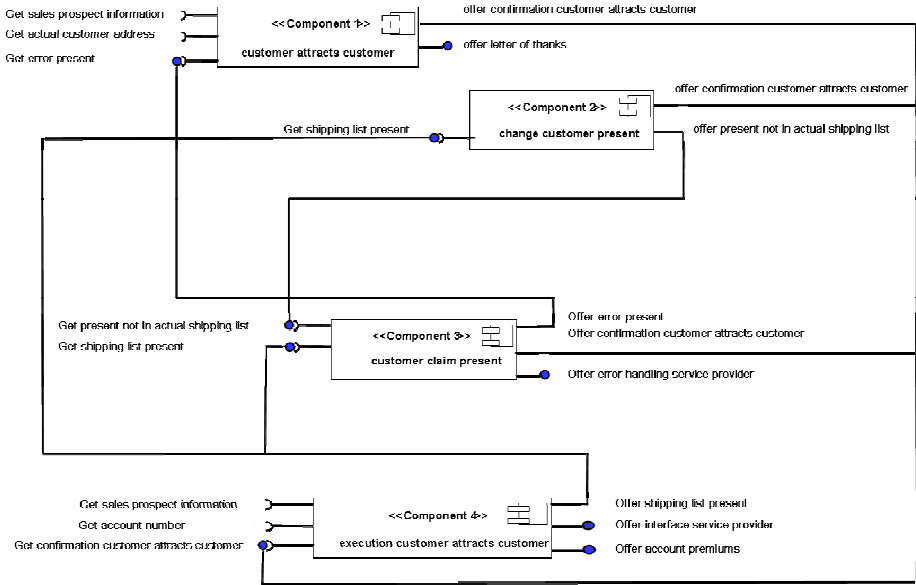 Get sales prospect information
<<Component 1>>
offer confirmation customer attracts customer
Get actual customer address
customer attracts customer
offer letter of thanks
Get error present
offer confirmation customer attracts customer
<<Component 2>>
Get shipping list present
change customer present
offer present not in actual shipping list
Offer error present
Get present not in actual shipping list
<<Component 3>>
Offer confirmation customer attracts customer
Get shipping list present
customer claim present
Offer error handling service provider
Get sales prospect information
<<Component 4>>
Offer shipping list present
Get account number
Offer interface service provider
Get confirmation customer attracts customer
execution customer attracts customer
Offer account premiums